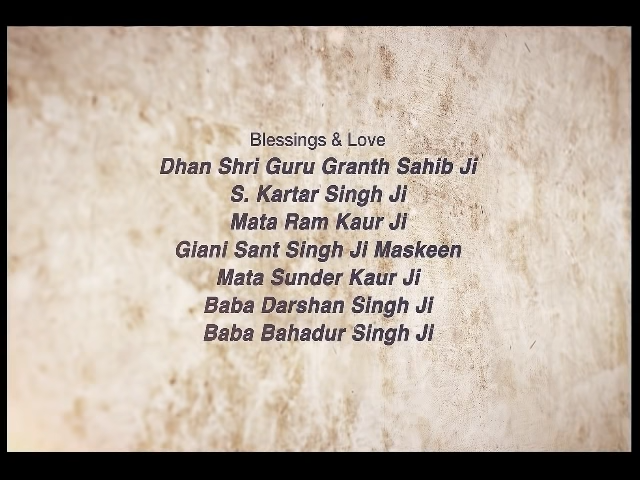 Blessings & Love
Dhan Shri Guru Granth Sahib Ji
S. Kartar Singh Ji
Mata Ram Kaur Ji
Giani Sant Singh Ji Maskeen
Mata Sunder Kaur Ji
Baba Darshan Singh Ji
Baba Bahadur Singh Ji